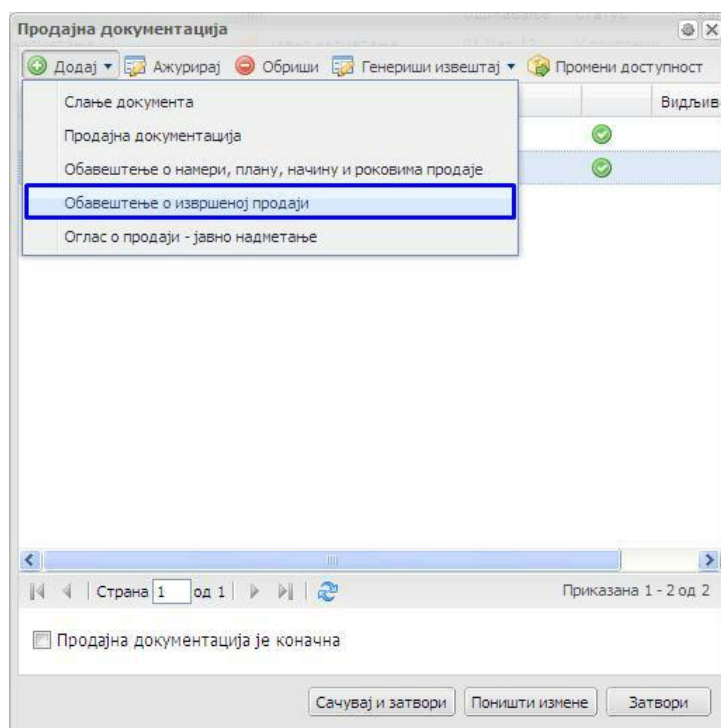 Продајна документација
Додај Ажурирај Обриши Генериши извештај Промени доступност
Слање документа
Видљив
Продајна документација
Обавештење о намери, плану, начину и роковима продаје
Обавештење о извршеној продаји
Оглас о продаји - јавно надметање
Страна 1 од 1
Приказана 1 - 2 од 2
Продајна документација је коначна
Сачувај и затвори Поништи измене Затвори